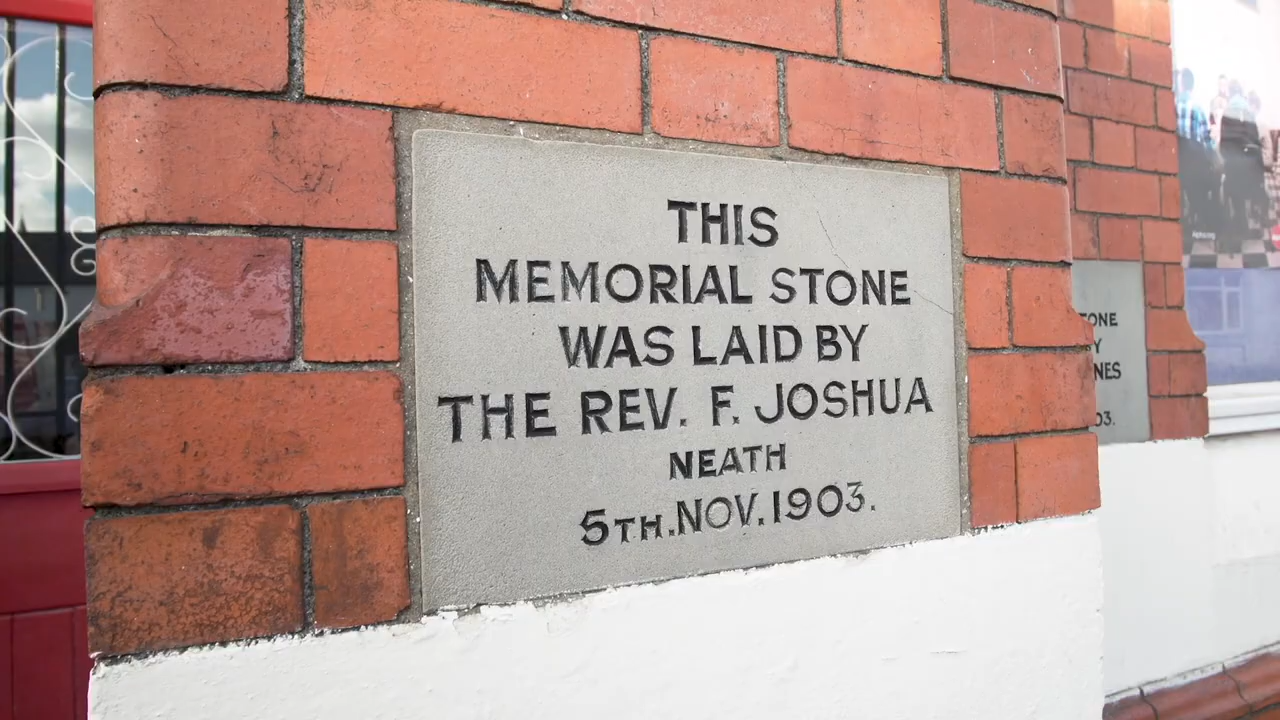 THIS
MEMORIAL STONE
WAS LAID BY
THE REV. F. JOSHUA
NEATH
5TH. NOV. 1903.